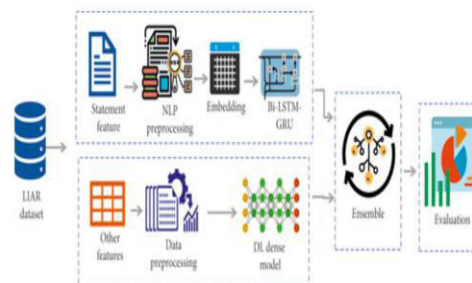 Statement
feature
NLP
preprocessing
Embedding
Bi-LSTM-
GRU
LIAR
dataset
Other
features
Data
preprocessing
DL dense
model
Ensemble
Evaluation